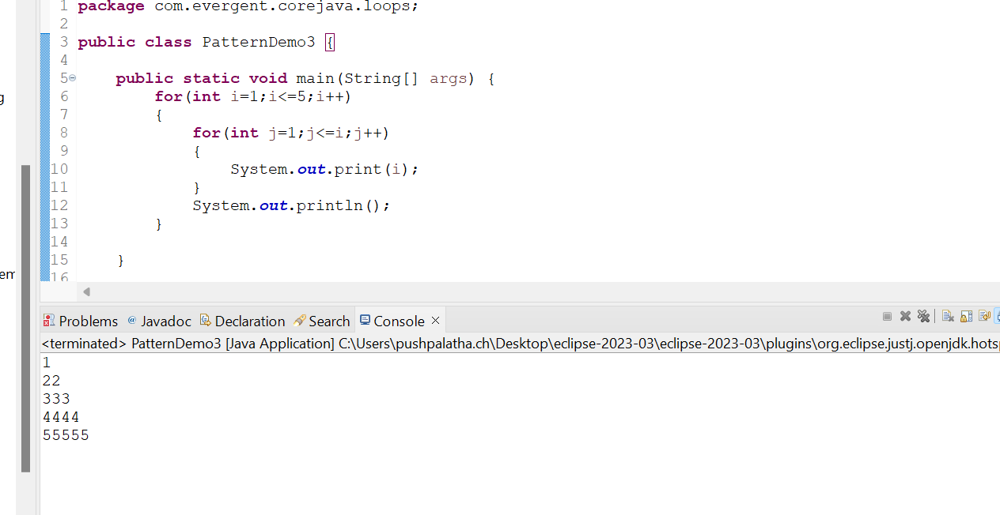 g
em
1 package com.evergent.corejava.loops;
2
3 public class PatternDemo3 {
4
5 public static void main(String[] args) {
6 for(int i=1;i<=5;i++)
7 {
8 for(int j=1;j<=i;j++)
9 {
10 System.out.print(i);
11 }
12 System.out.println();
13 }
14
15 }
16
Problems @ Javadoc Declaration Search Console
<terminated> PatternDemo3 [Java Application] C:\Users\pushpalatha.ch\Desktop\eclipse-2023-03\eclipse-2023-03\plugins\org.eclipse.justj.openjdk.hotsp
1
22
333
4444
55555